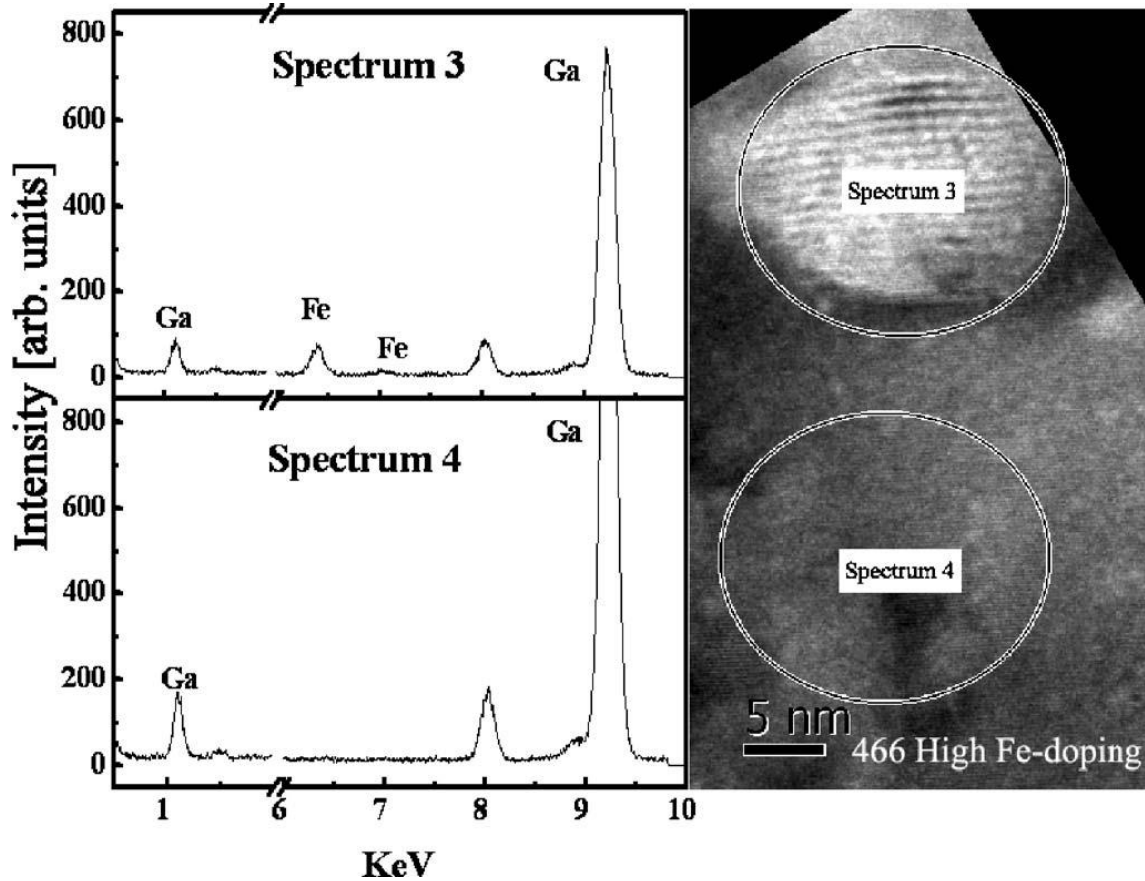 800
600
400
200
0
Spectrum 3
Ga
Ga
Fe
Fe
Intensity [arb. units]
800
600
400
200
0
Spectrum 4
Ga
Ga
1
6
7
8
9
10
KeV
Spectrum 3
Spectrum 4
5 nm
466 High Fe-doping